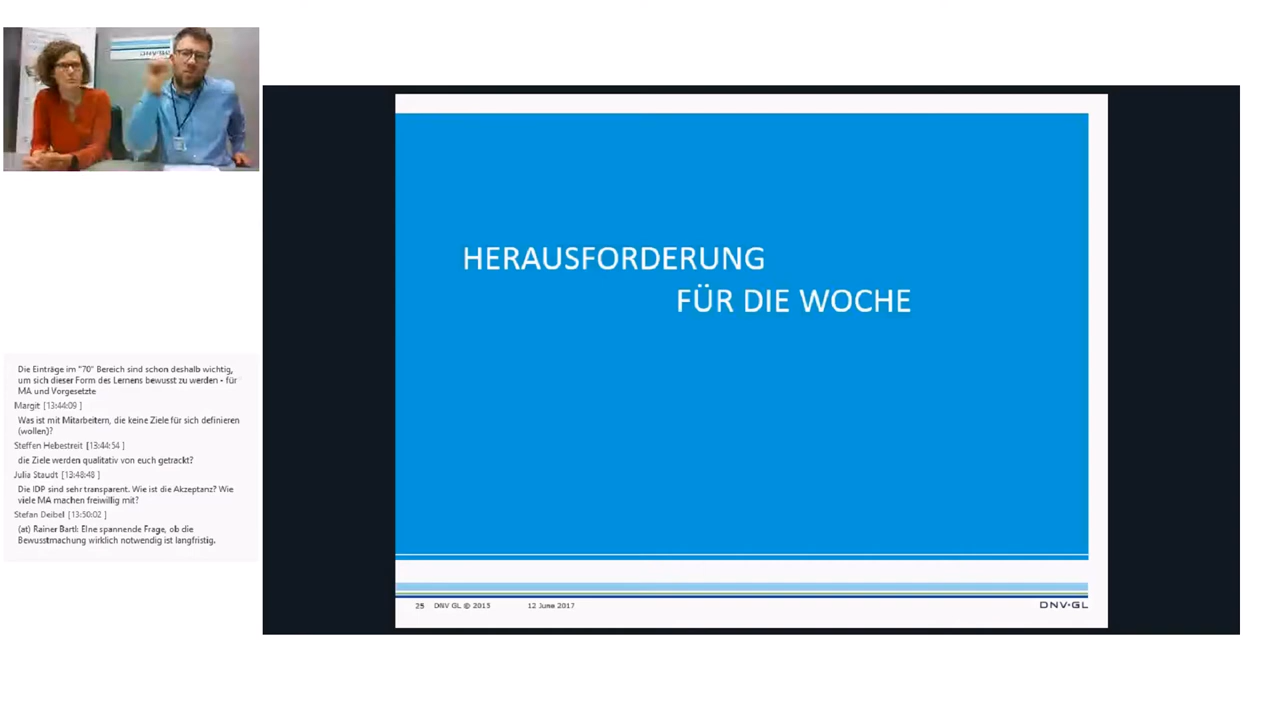 DNV·GL
HERAUSFORDERUNG
FÜR DIE WOCHE
25 DNV GL © 2015 12 June 2017 DNV·GL
Die Einträge im "70" Bereich sind schon deshalb wichtig,
um sich dieser Form des Lernens bewusst zu werden - für
MA und Vorgesetzte
Margit [13:44:09 ]
Was ist mit Mitarbeitern, die keine Ziele für sich definieren
(wollen)?
Steffen Hebestreit [13:44:54 ]
die Ziele werden qualitativ von euch getrackt?
Julia Staudt [13:48:48 ]
Die IDP sind sehr transparent. Wie ist die Akzeptanz? Wie
viele MA machen freiwillig mit?
Stefan Deibel [13:50:02 ]
(at) Rainer Bartl: EIne spannende Frage, ob die
Bewusstmachung wirklich notwendig ist langfristig.